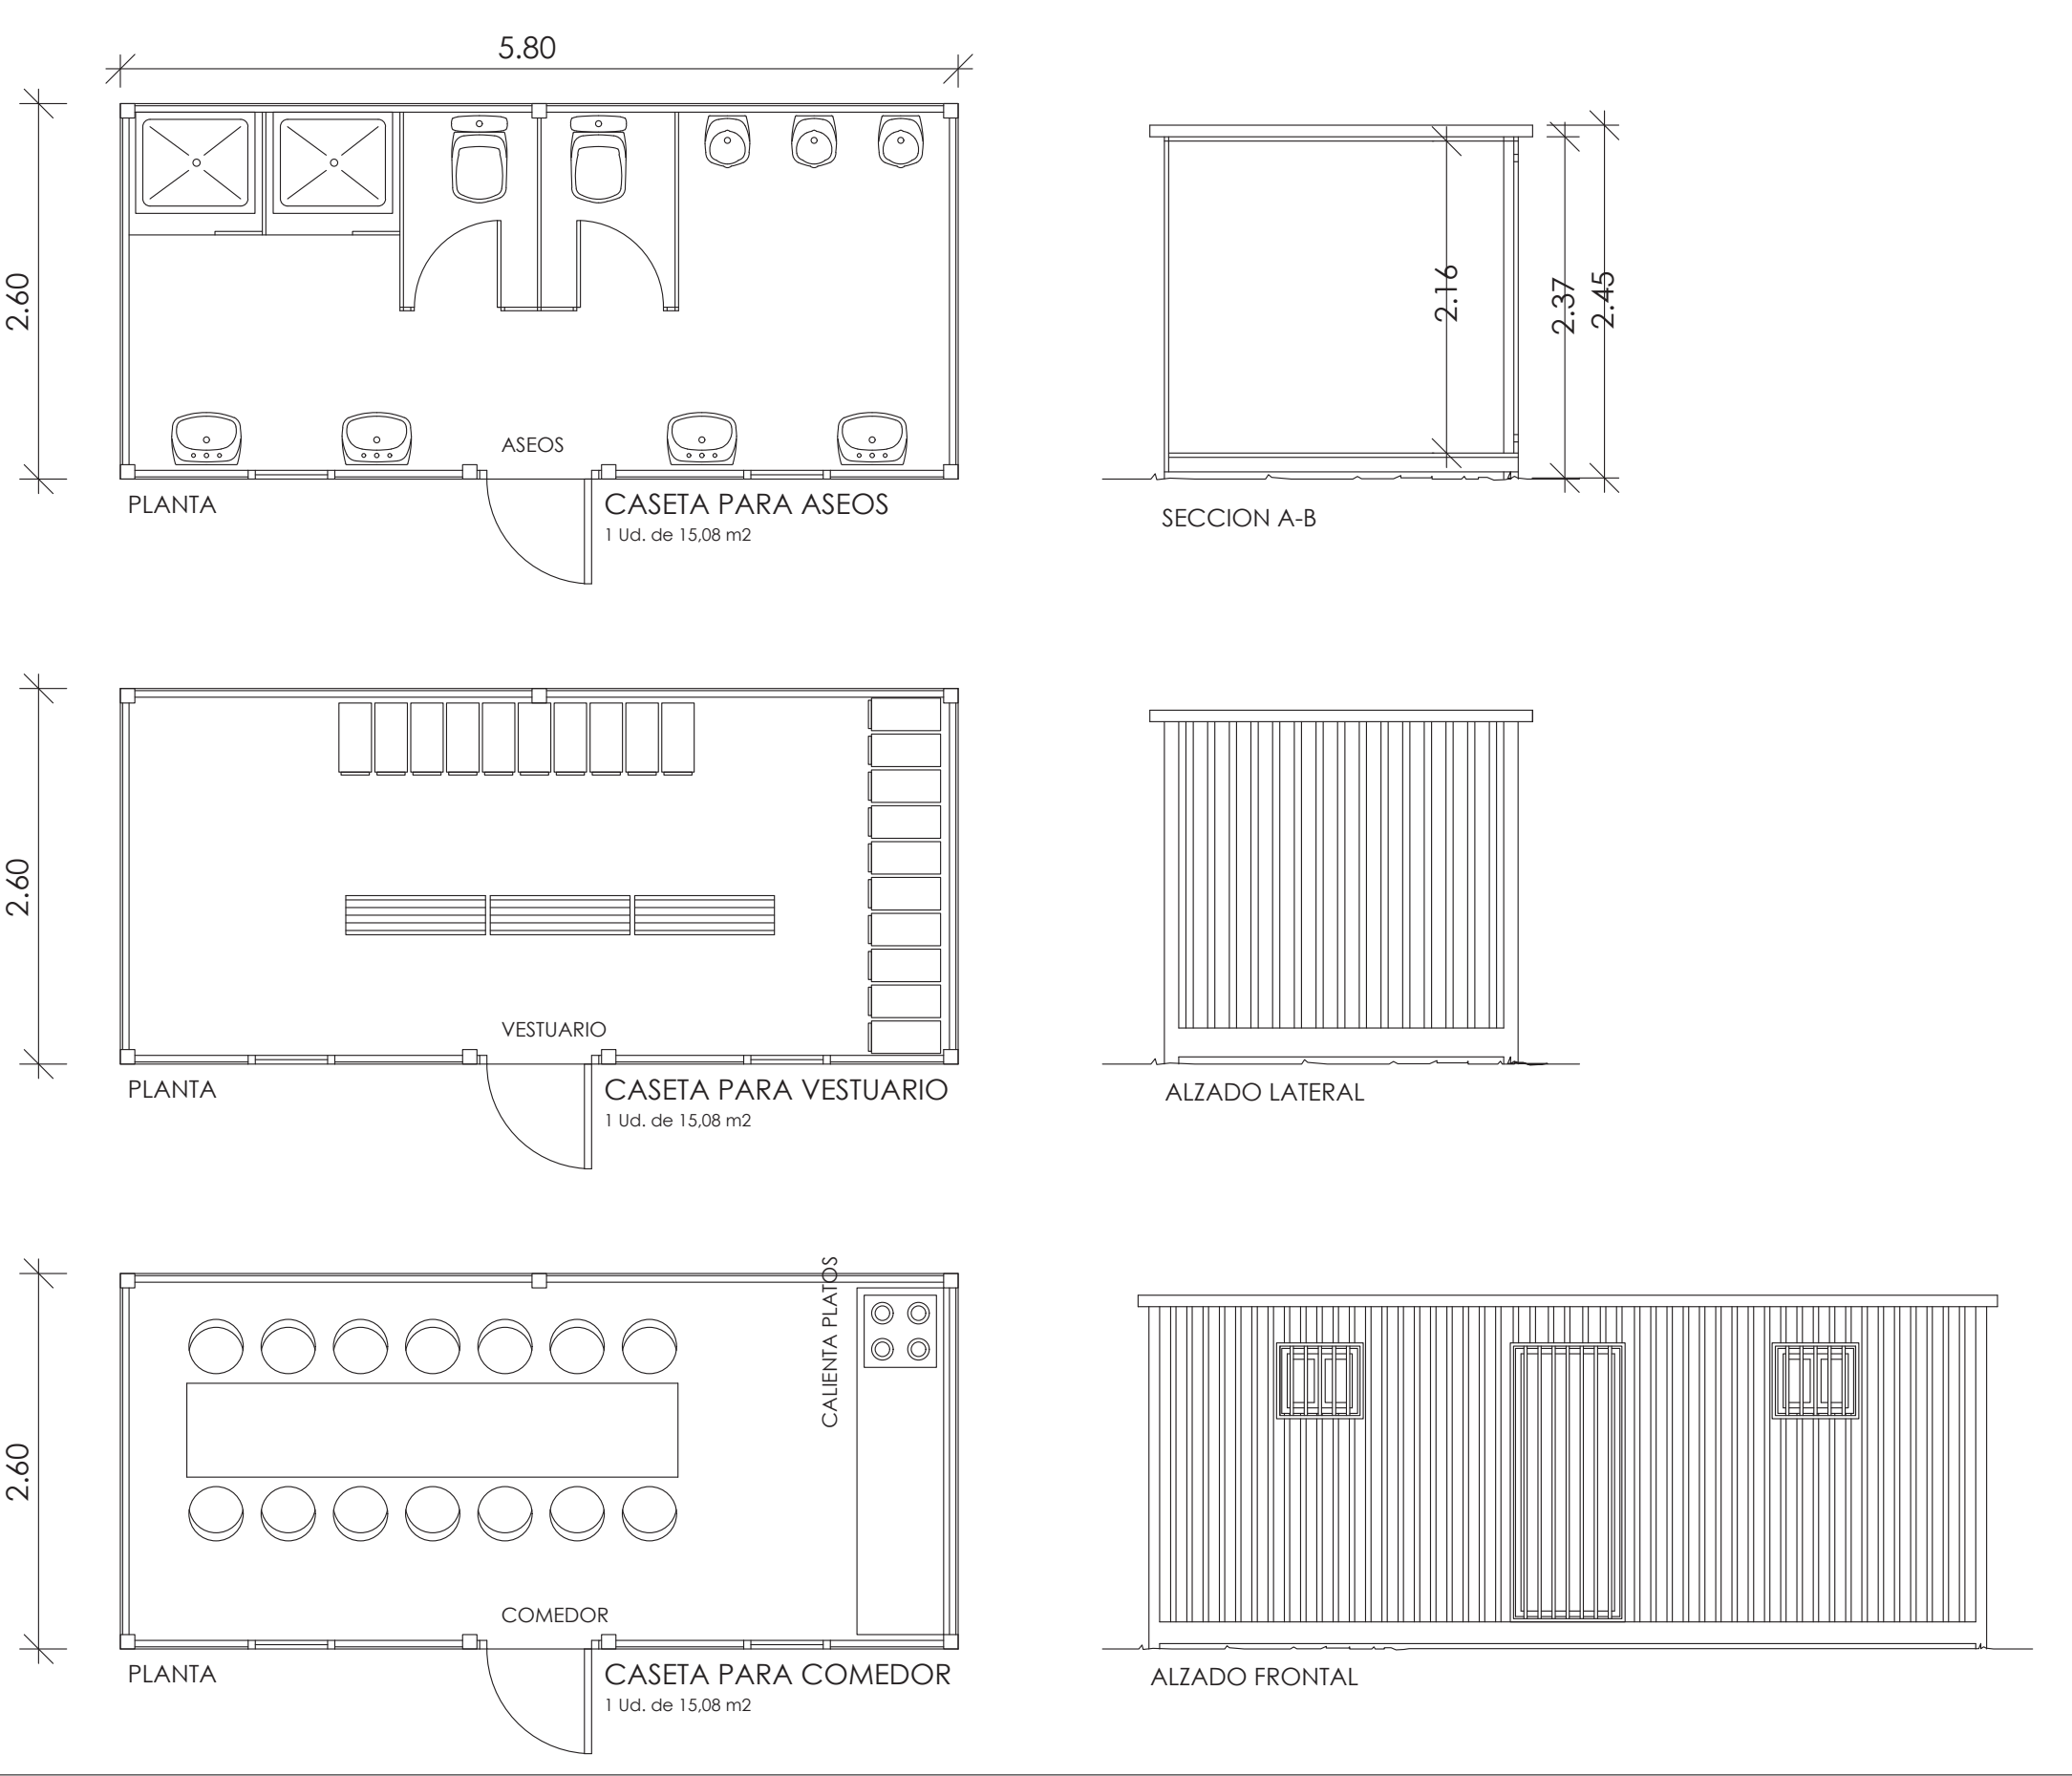 5.80
2.60
ASEOS
PLANTA
CASETA PARA ASEOS
1 Ud. de 15,08 m2
2.16
2.37
2.45
SECCION A-B
2.60
VESTUARIO
PLANTA
CASETA PARA VESTUARIO
1 Ud. de 15,08 m2
ALZADO LATERAL
2.60
CALIENTA PLATOS
COMEDOR
PLANTA
CASETA PARA COMEDOR
1 Ud. de 15,08 m2
ALZADO FRONTAL